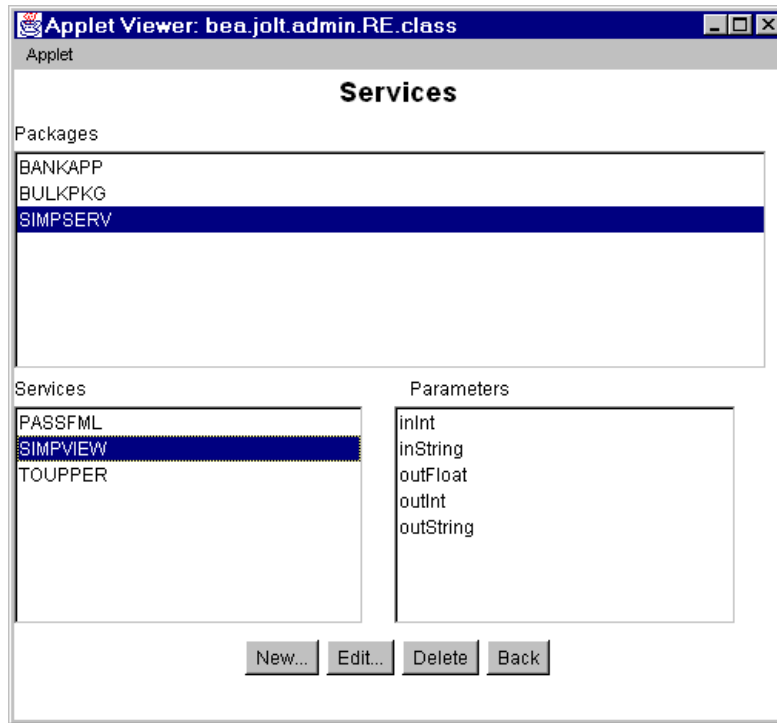 Applet Viewer: bea.jolt.admin.RE.class
Applet
Services
Packages
BANKAPP
BULKPKG
SIMPSERV
Services
PASSFML
SIMPVIEW
TOUPPER
Parameters
inInt
inString
outFloat
outInt
outString
New... Edit... Delete Back